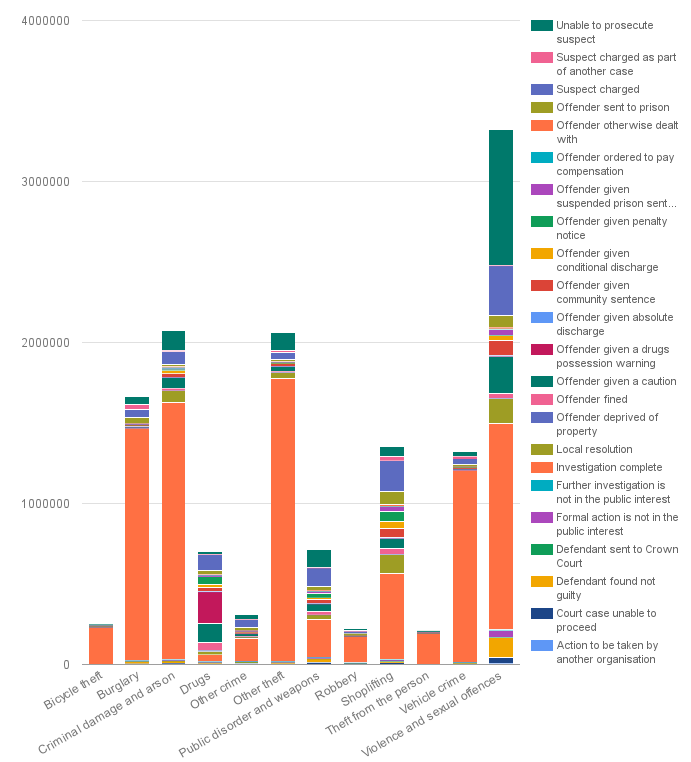 4000000
3000000
2000000
1000000
0
Bicycle theft
Burglary
Criminal damage and arson
Drugs
Other crime
Other theft
Public disorder and weapons
Robbery
Shoplifting
Theft from the person
Vehicle crime
Violence and sexual offences
Unable to prosecute
suspect
Suspect charged as part
of another case
Suspect charged
Offender sent to prison
Offender otherwise dealt
with
Offender ordered to pay
compensation
Offender given
suspended prison sent...
Offender given penalty
notice
Offender given
conditional discharge
Offender given
community sentence
Offender given absolute
discharge
Offender given a drugs
possession warning
Offender given a caution
Offender fined
Offender deprived of
property
Local resolution
Investigation complete
Further investigation is
not in the public interest
Formal action is not in the
public interest
Defendant sent to Crown
Court
Defendant found not
guilty
Court case unable to
proceed
Action to be taken by
another organisation